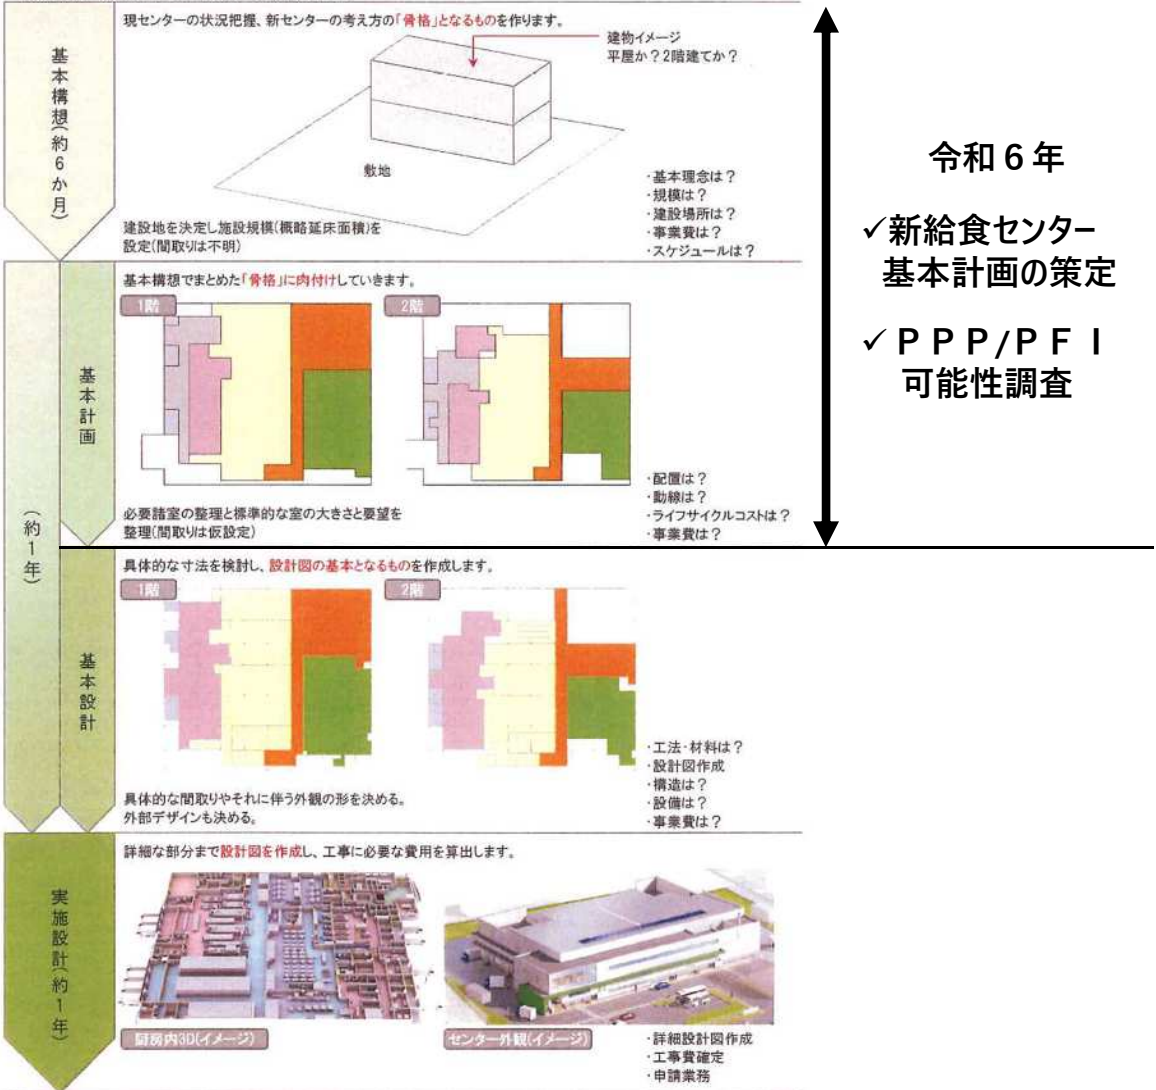 基本構想(約6か月)
現センターの状況把握、新センターの考え方の「骨格」となるものを作ります。
建物イメージ
平屋か？2階建てか？
敷地
・基本理念は？
・規模は？
・建設場所は？
・事業費は？
・スケジュールは？
建設地を決定し施設規模(概略延床面積)を
設定(間取りは不明)
令和６年
✓新給食センター
基本計画の策定
✓ＰＰＰ/ＰＦＩ
可能性調査
(約1年)
基本計画
基本構想でまとめた「骨格」に肉付けしていきます。
1階
2階
・配置は？
・動線は？
・ライフサイクルコストは？
・事業費は？
必要諸室の整理と標準的な室の大きさと要望を
整理(間取りは仮設定)
基本設計
具体的な寸法を検討し、設計図の基本となるものを作成します。
1階
2階
・工法・材料は？
・設計図作成
・構造は？
・設備は？
・事業費は？
具体的な間取りやそれに伴う外観の形を決める。
外部デザインも決める。
実施設計(約1年)
詳細な部分まで設計図を作成し、工事に必要な費用を算出します。
厨房内3D(イメージ)
センター外観(イメージ)
・詳細設計図作成
・工事費確定
・申請業務